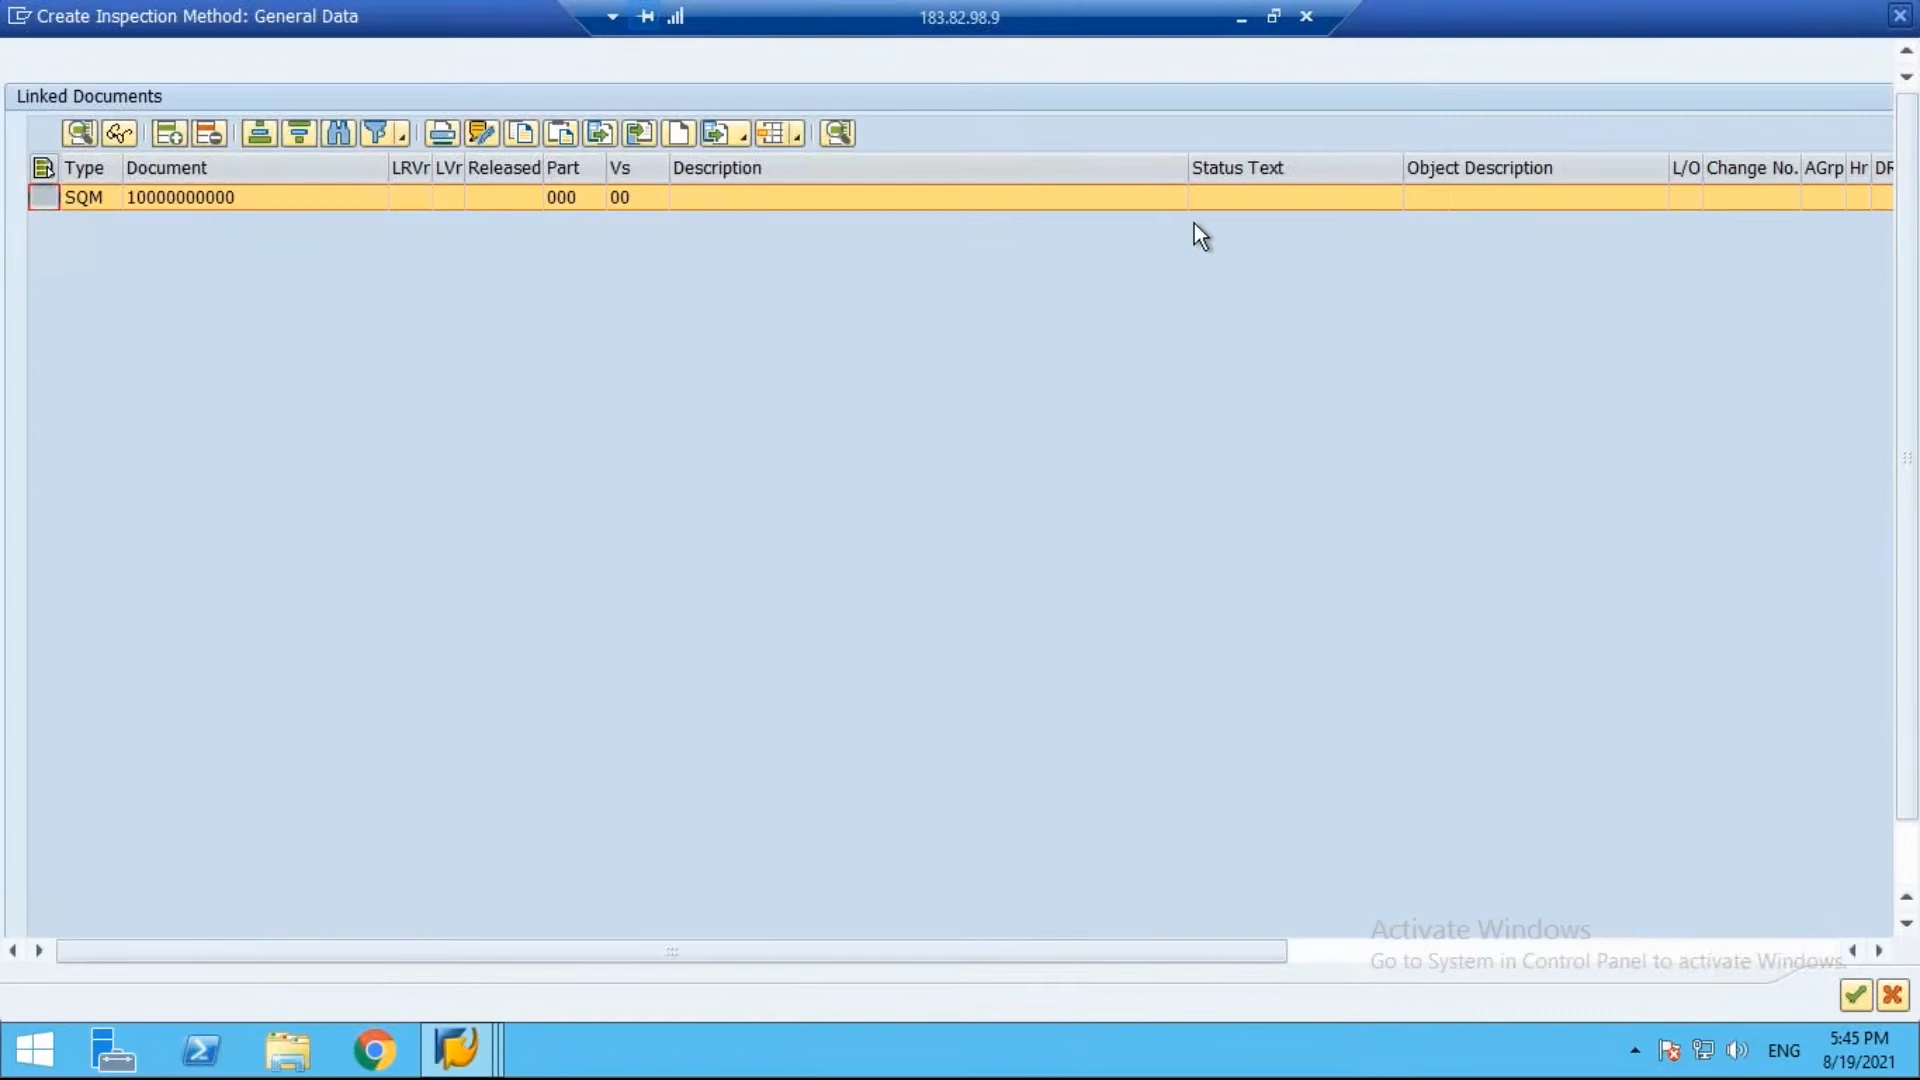 Create Inspection Method: General Data
183.82.98.9
Linked Documents
Type Document LRVr LVr Released Part Vs Description Status Text Object Description L/O Change No. AGrp Hr DR
SQM 10000000000 000 00
Activate Windows
Go to System in Control Panel to activate Windows.
ENG
5:45 PM
8/19/2021